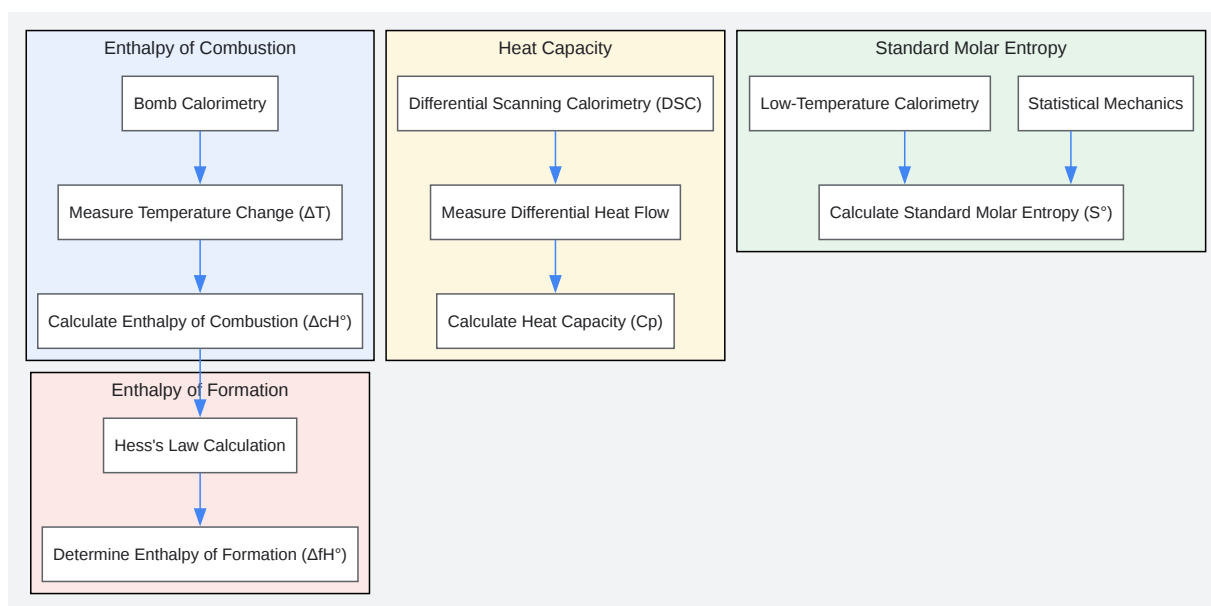 Enthalpy of Combustion
Bomb Calorimetry
Measure Temperature Change (ΔT)
Calculate Enthalpy of Combustion (ΔcH°)
Enthalpy of Formation
Hess's Law Calculation
Determine Enthalpy of Formation (ΔfH°)
Heat Capacity
Differential Scanning Calorimetry (DSC)
Measure Differential Heat Flow
Calculate Heat Capacity (Cp)
Standard Molar Entropy
Low-Temperature Calorimetry
Statistical Mechanics
Calculate Standard Molar Entropy (S°)